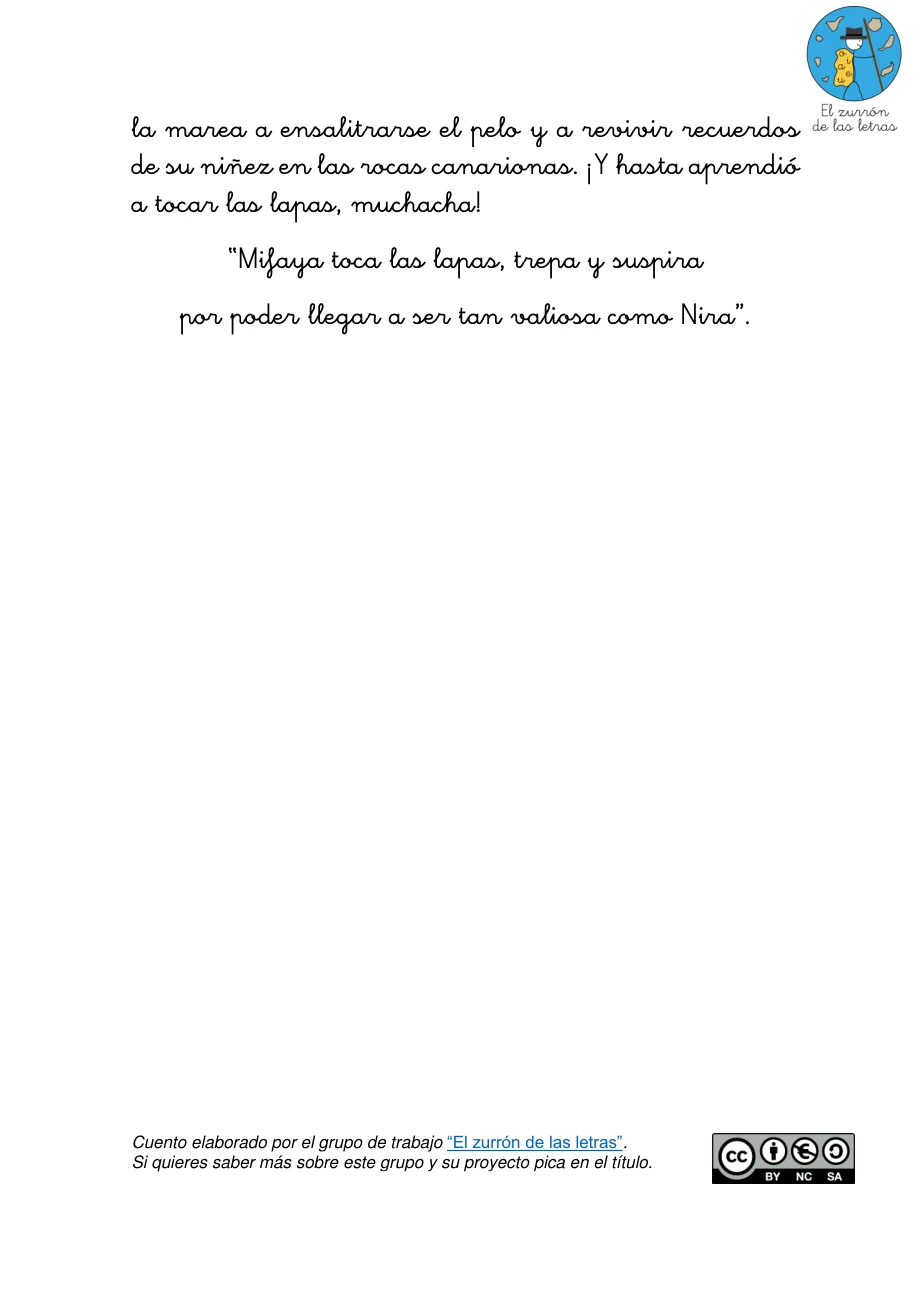 El zurrón
de las letras
la marea a ensalitrarse el pelo y a revivir recuerdos
de su niñez en las rocas canarionas. ¡Y hasta aprendió
a tocar las lapas, muchacha!
“Mifaya toca las lapas, trepa y suspira
por poder llegar a ser tan valiosa como Nira”.
Cuento elaborado por el grupo de trabajo “El zurrón de las letras”.
Si quieres saber más sobre este grupo y su proyecto pica en el título.
cc
BY NC SA